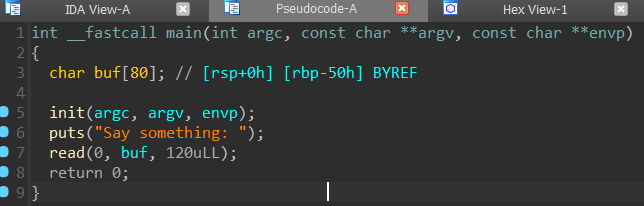 IDA View-A Pseudocode-A Hex View-1
1 int __fastcall main(int argc, const char **argv, const char **envp)
2 {
3 char buf[80]; // [rsp+0h] [rbp-50h] BYREF
4
5 init(argc, argv, envp);
6 puts("Say something: ");
7 read(0, buf, 120uLL);
8 return 0;
9 }